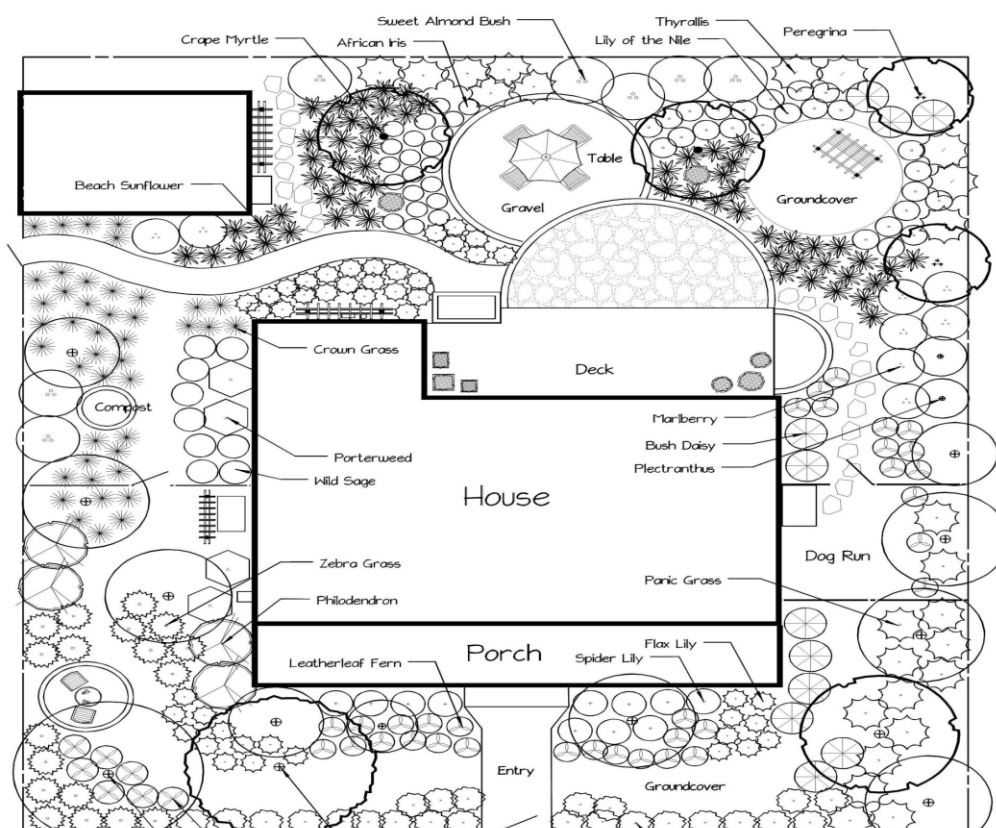 Sweet Almond Bush
Thyrallis
Peregrina
Crape Myrtle
African Iris
Lily of the Nile
Table
Beach Sunflower
Gravel
Groundcover
Crown Grass
Deck
Compost
Marlberry
Bush Daisy
Porterweed
Plectranthus
Wild Sage
House
Dog Run
Zebra Grass
Panic Grass
Philodendron
Flax Lily
Porch
Spider Lily
Leatherleaf Fern
Entry
Groundcover